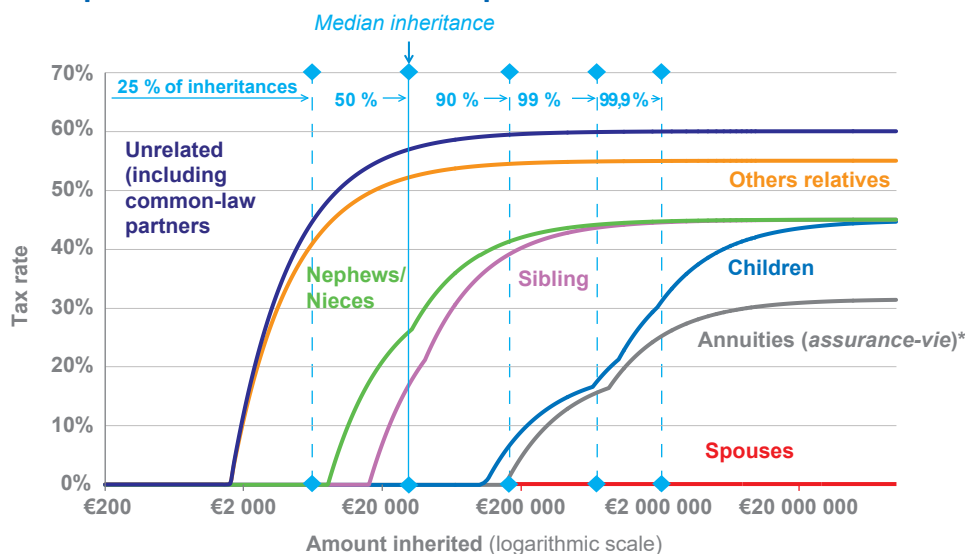 Median inheritance
70%
25 % of inheritances
50 %
90 %
99 %
99,9%
60%
Unrelated
(including
common-law
partners
Others relatives
50%
40%
Nephews/
Nieces
Sibling
Children
30%
Annuities (assurance-vie)*
20%
10%
Spouses
0%
Tax rate
€200
€2 000
€20 000
€200 000
€2 000 000
€20 000 000
Amount inherited (logarithmic scale)